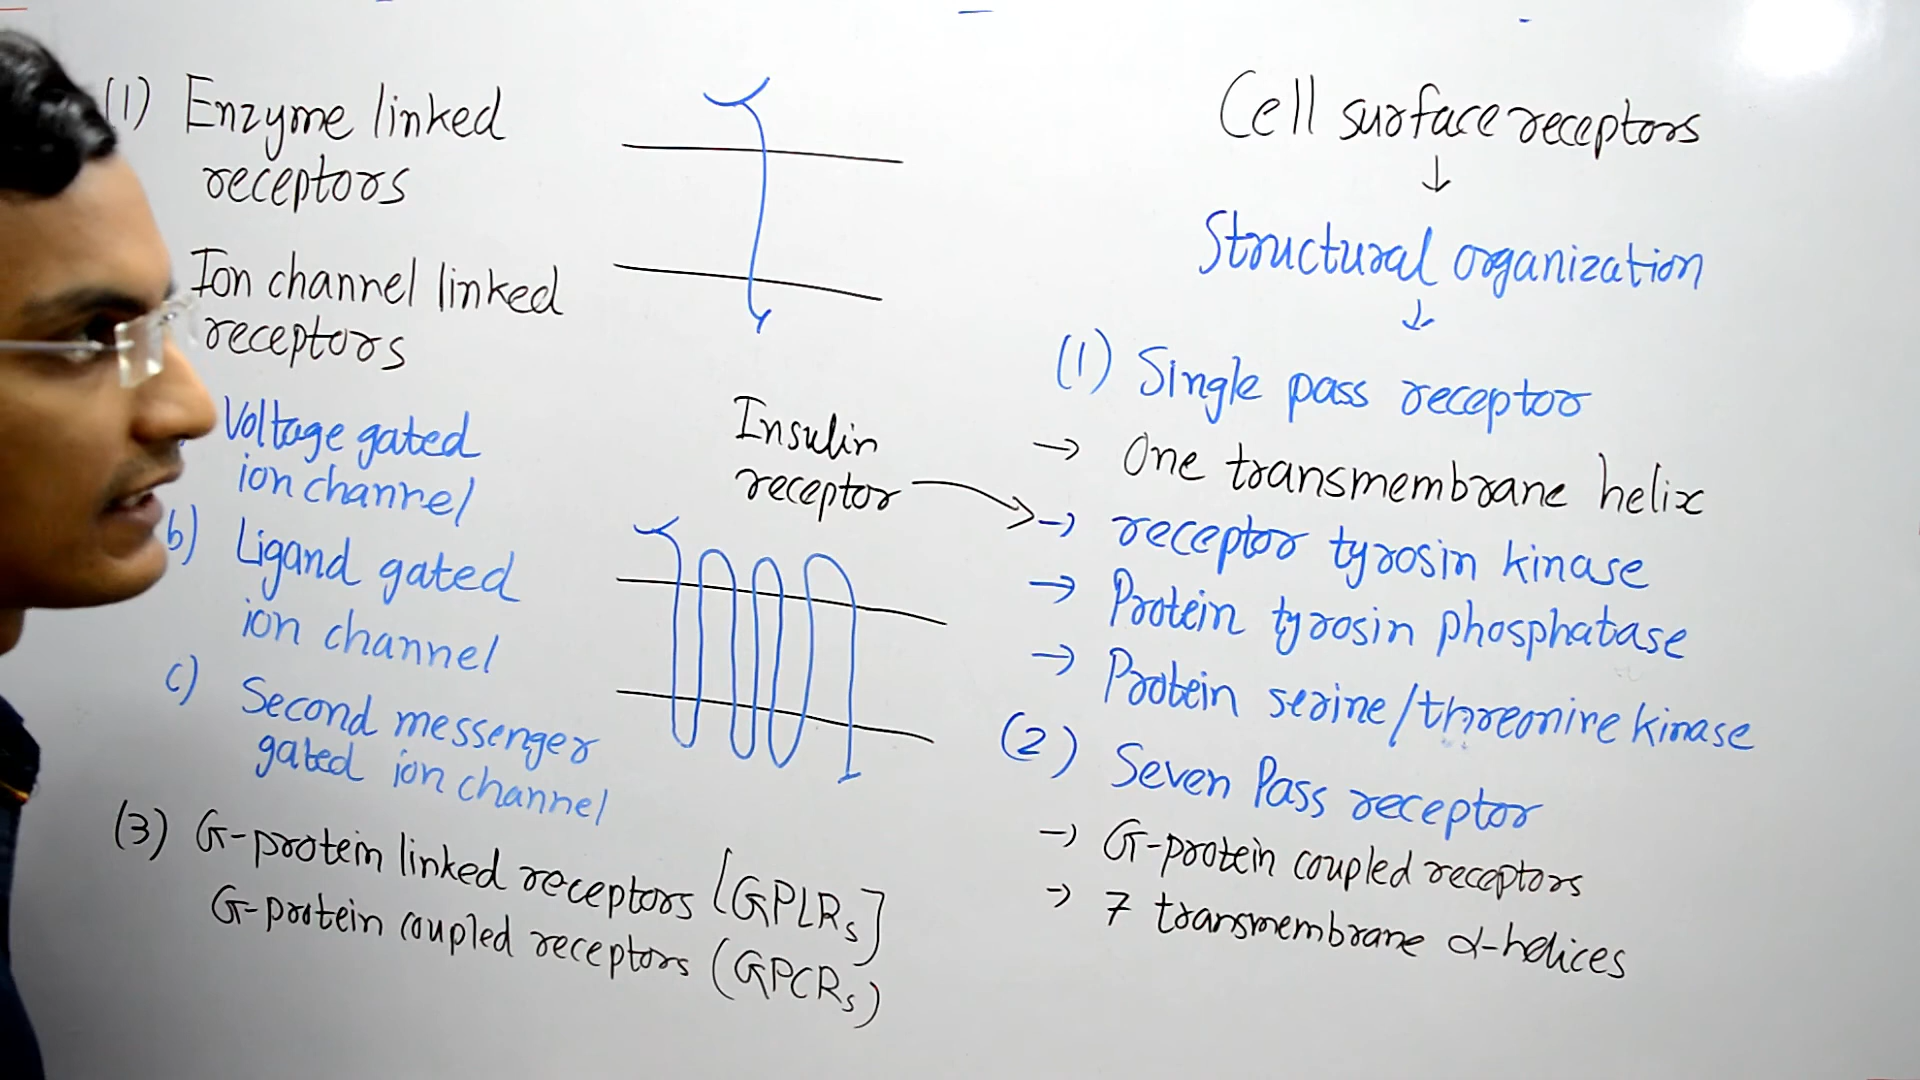 (1) Enzyme linked
receptors
Ion channel linked
receptors
Voltage gated
ion channel
b) Ligand gated
ion channel
c) Second messenger
gated ion channel
(3) G-protein linked receptors [GPLRs]
G-protein coupled receptors (GPCRs)
Insulin
receptor
Cell surface receptors
↓
Structural organization
↓
(1) Single pass receptor
→ One transmembrane helix
→ receptor tyrosin kinase
→ Protein tyrosin phosphatase
→ Protein serine/threonine kinase
(2) Seven Pass receptor
→ G-protein coupled receptors
→ 7 transmembrane α-helices